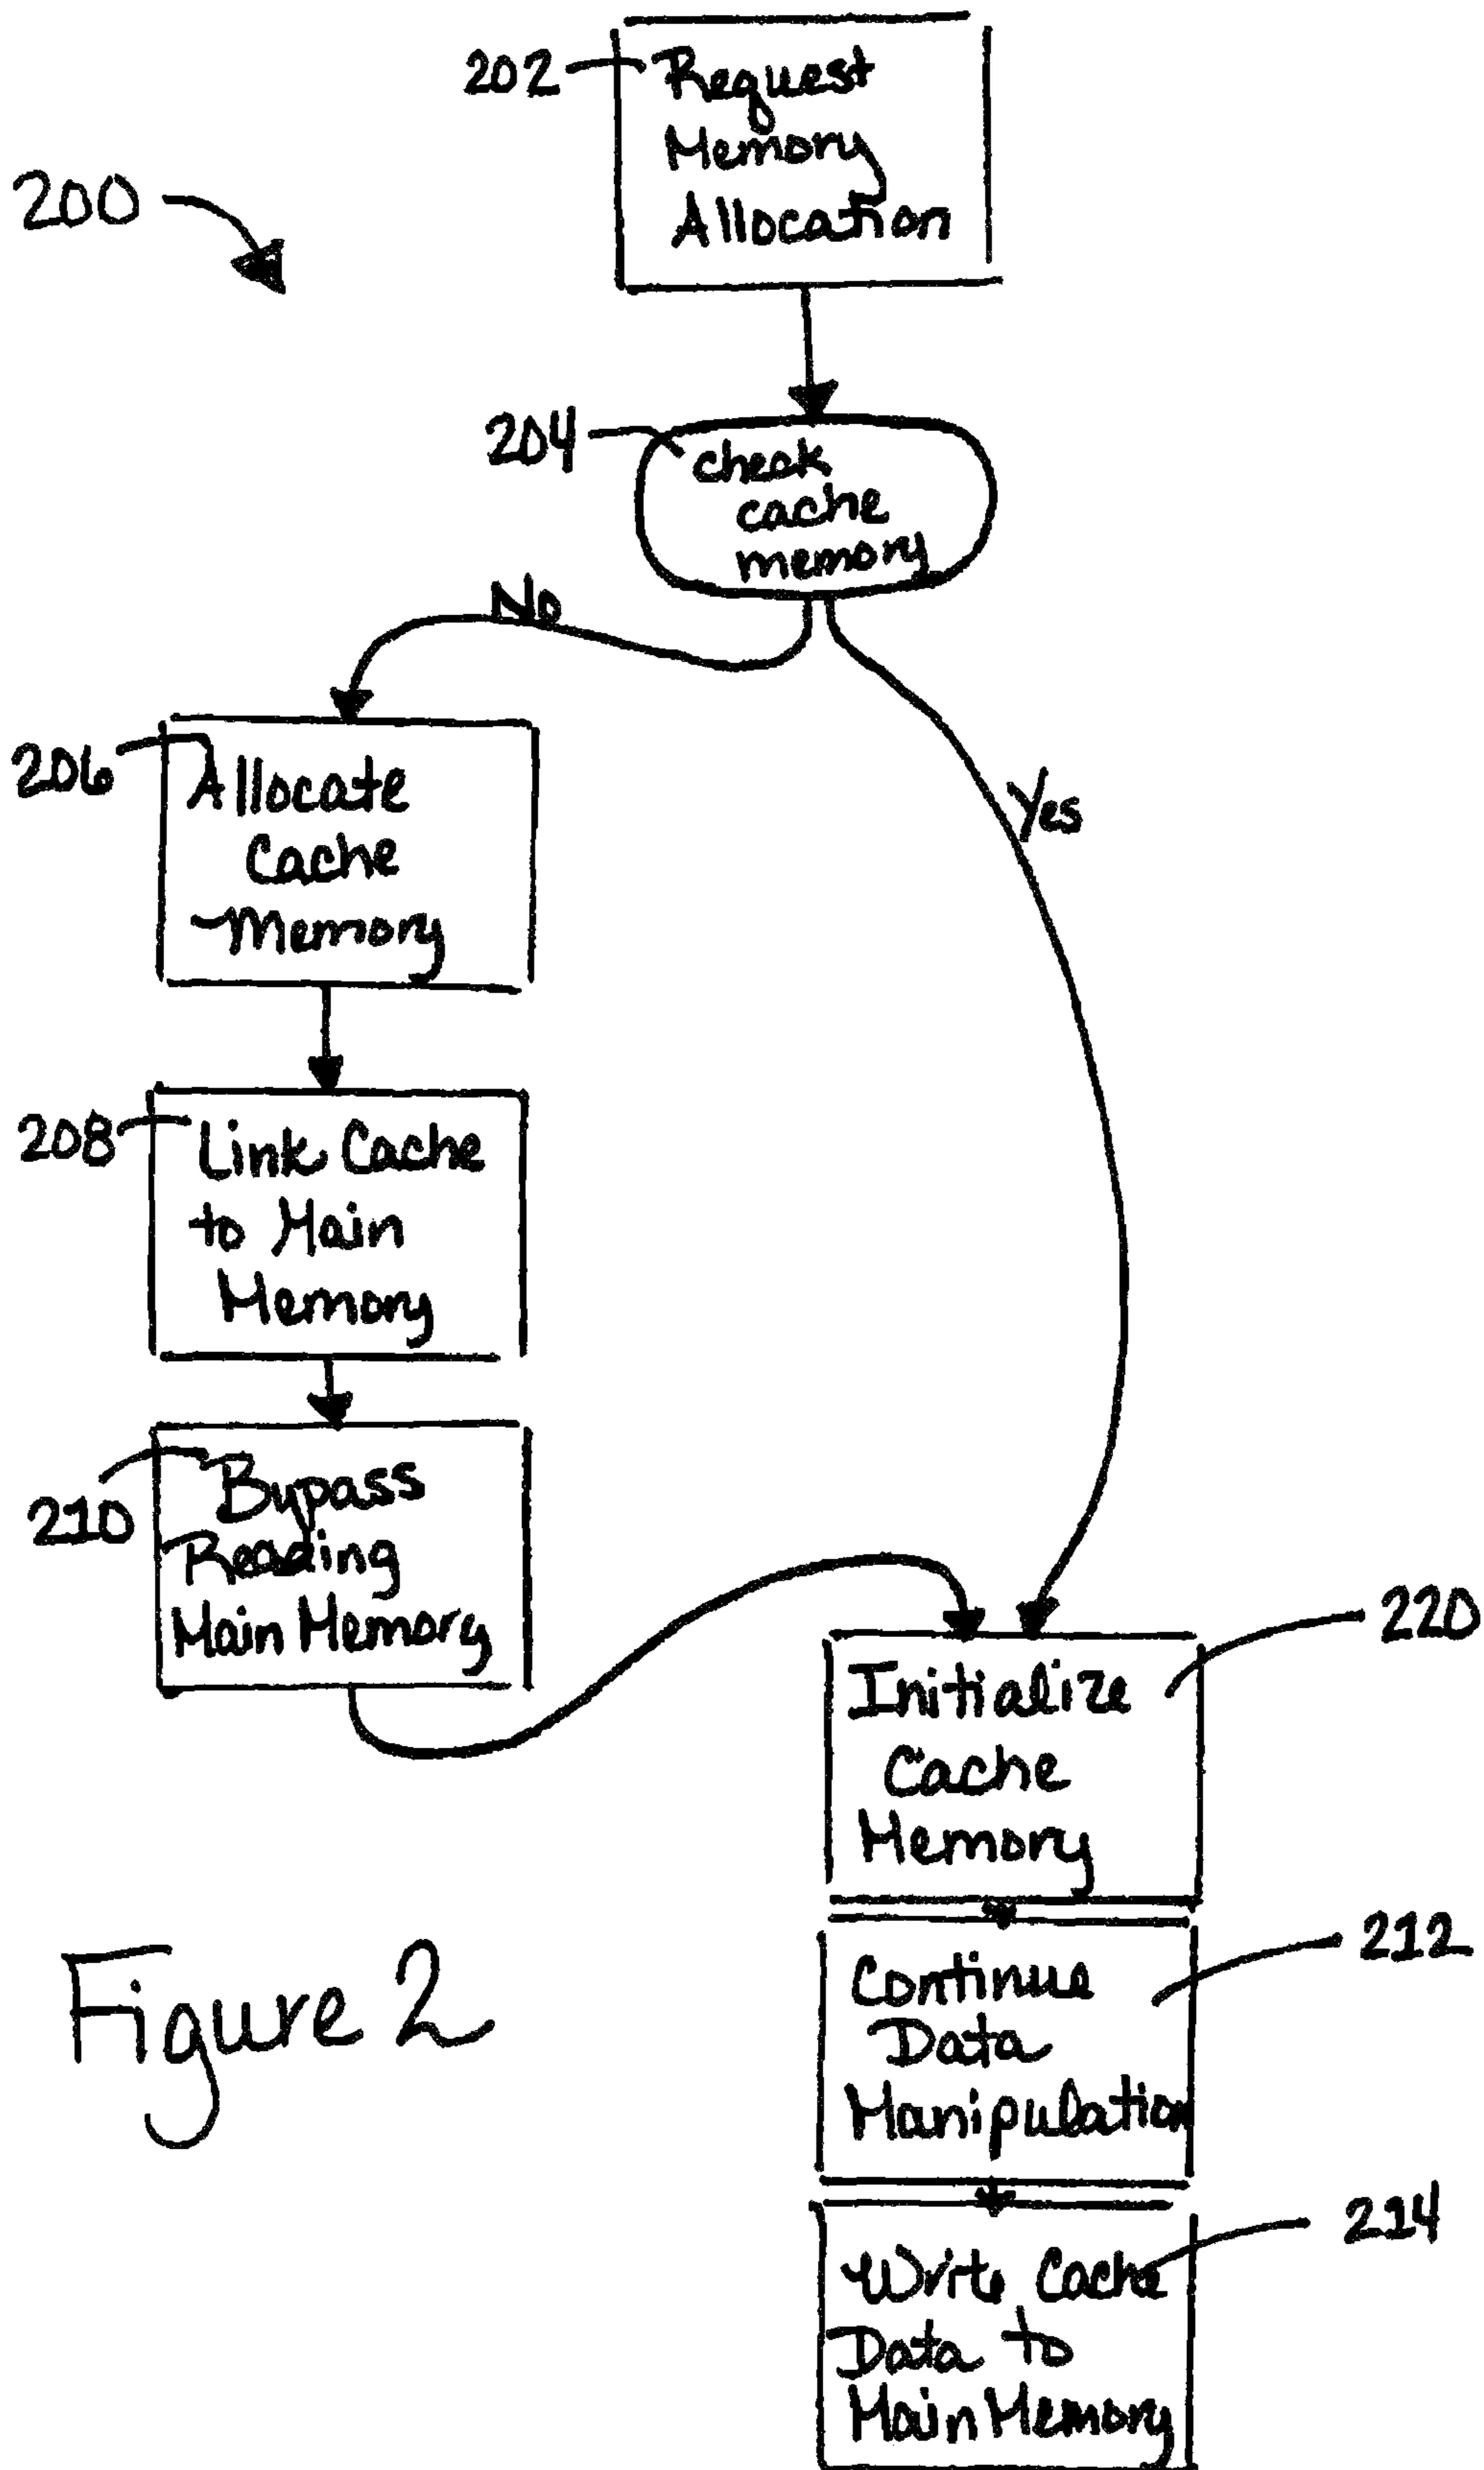 202
Request
Memory
Allocation
200
204
check
cache
memory
No
Yes
206
Allocate
Cache
Memory
208
Link Cache
to Main
Memory
210
Bypass
Reading
Main Memory
220
Initialize
Cache
Memory
212
Continue
Data
Manipulation
214
Write Cache
Data to
Main Memory
Figure 2